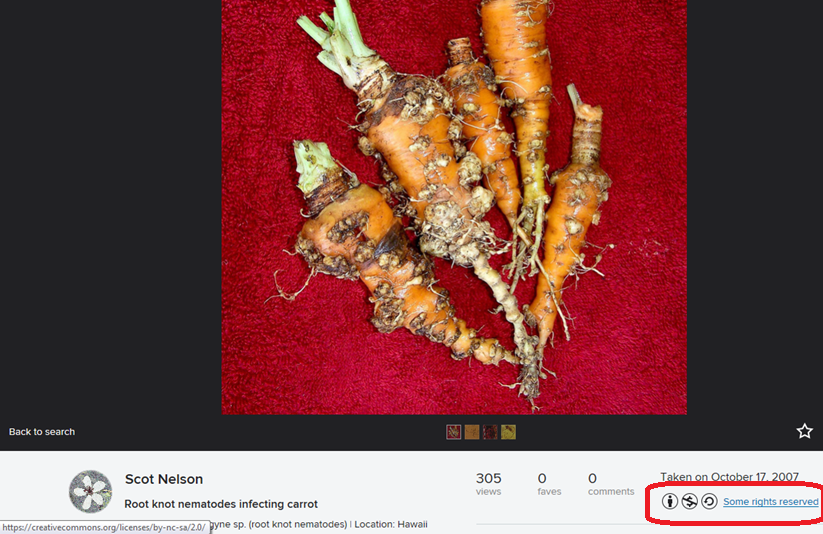 Back to search
Scot Nelson
Root knot nematodes infecting carrot
gyne sp. (root knot nematodes) | Location: Hawaii
https://creativecommons.org/licenses/by-nc-sa/2.0/
305
views
0
faves
0
comments
Taken on October 17, 2007
Some rights reserved